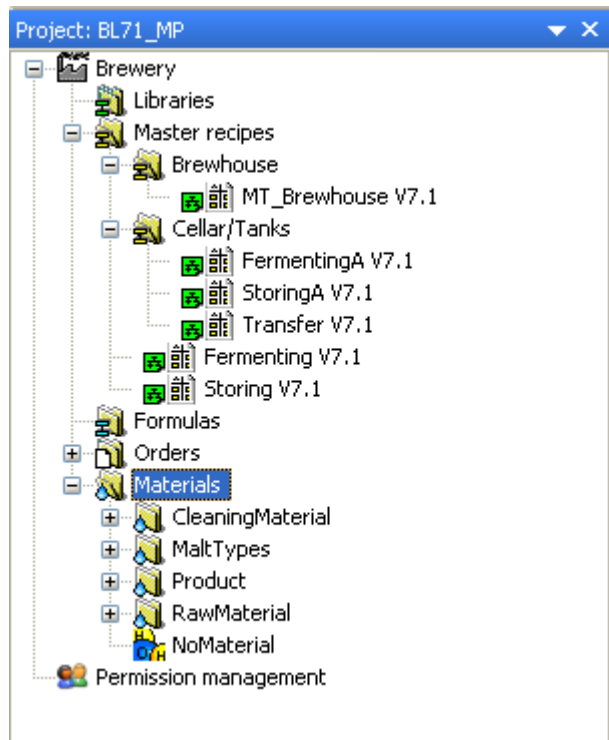 Project: BL71_MP
Brewery
Libraries
Master recipes
Brewhouse
MT_Brewhouse V7.1
Cellar/Tanks
FermentingA V7.1
StoringA V7.1
Transfer V7.1
Fermenting V7.1
Storing V7.1
Formulas
Orders
Materials
CleaningMaterial
MaltTypes
Product
RawMaterial
NoMaterial
Permission management